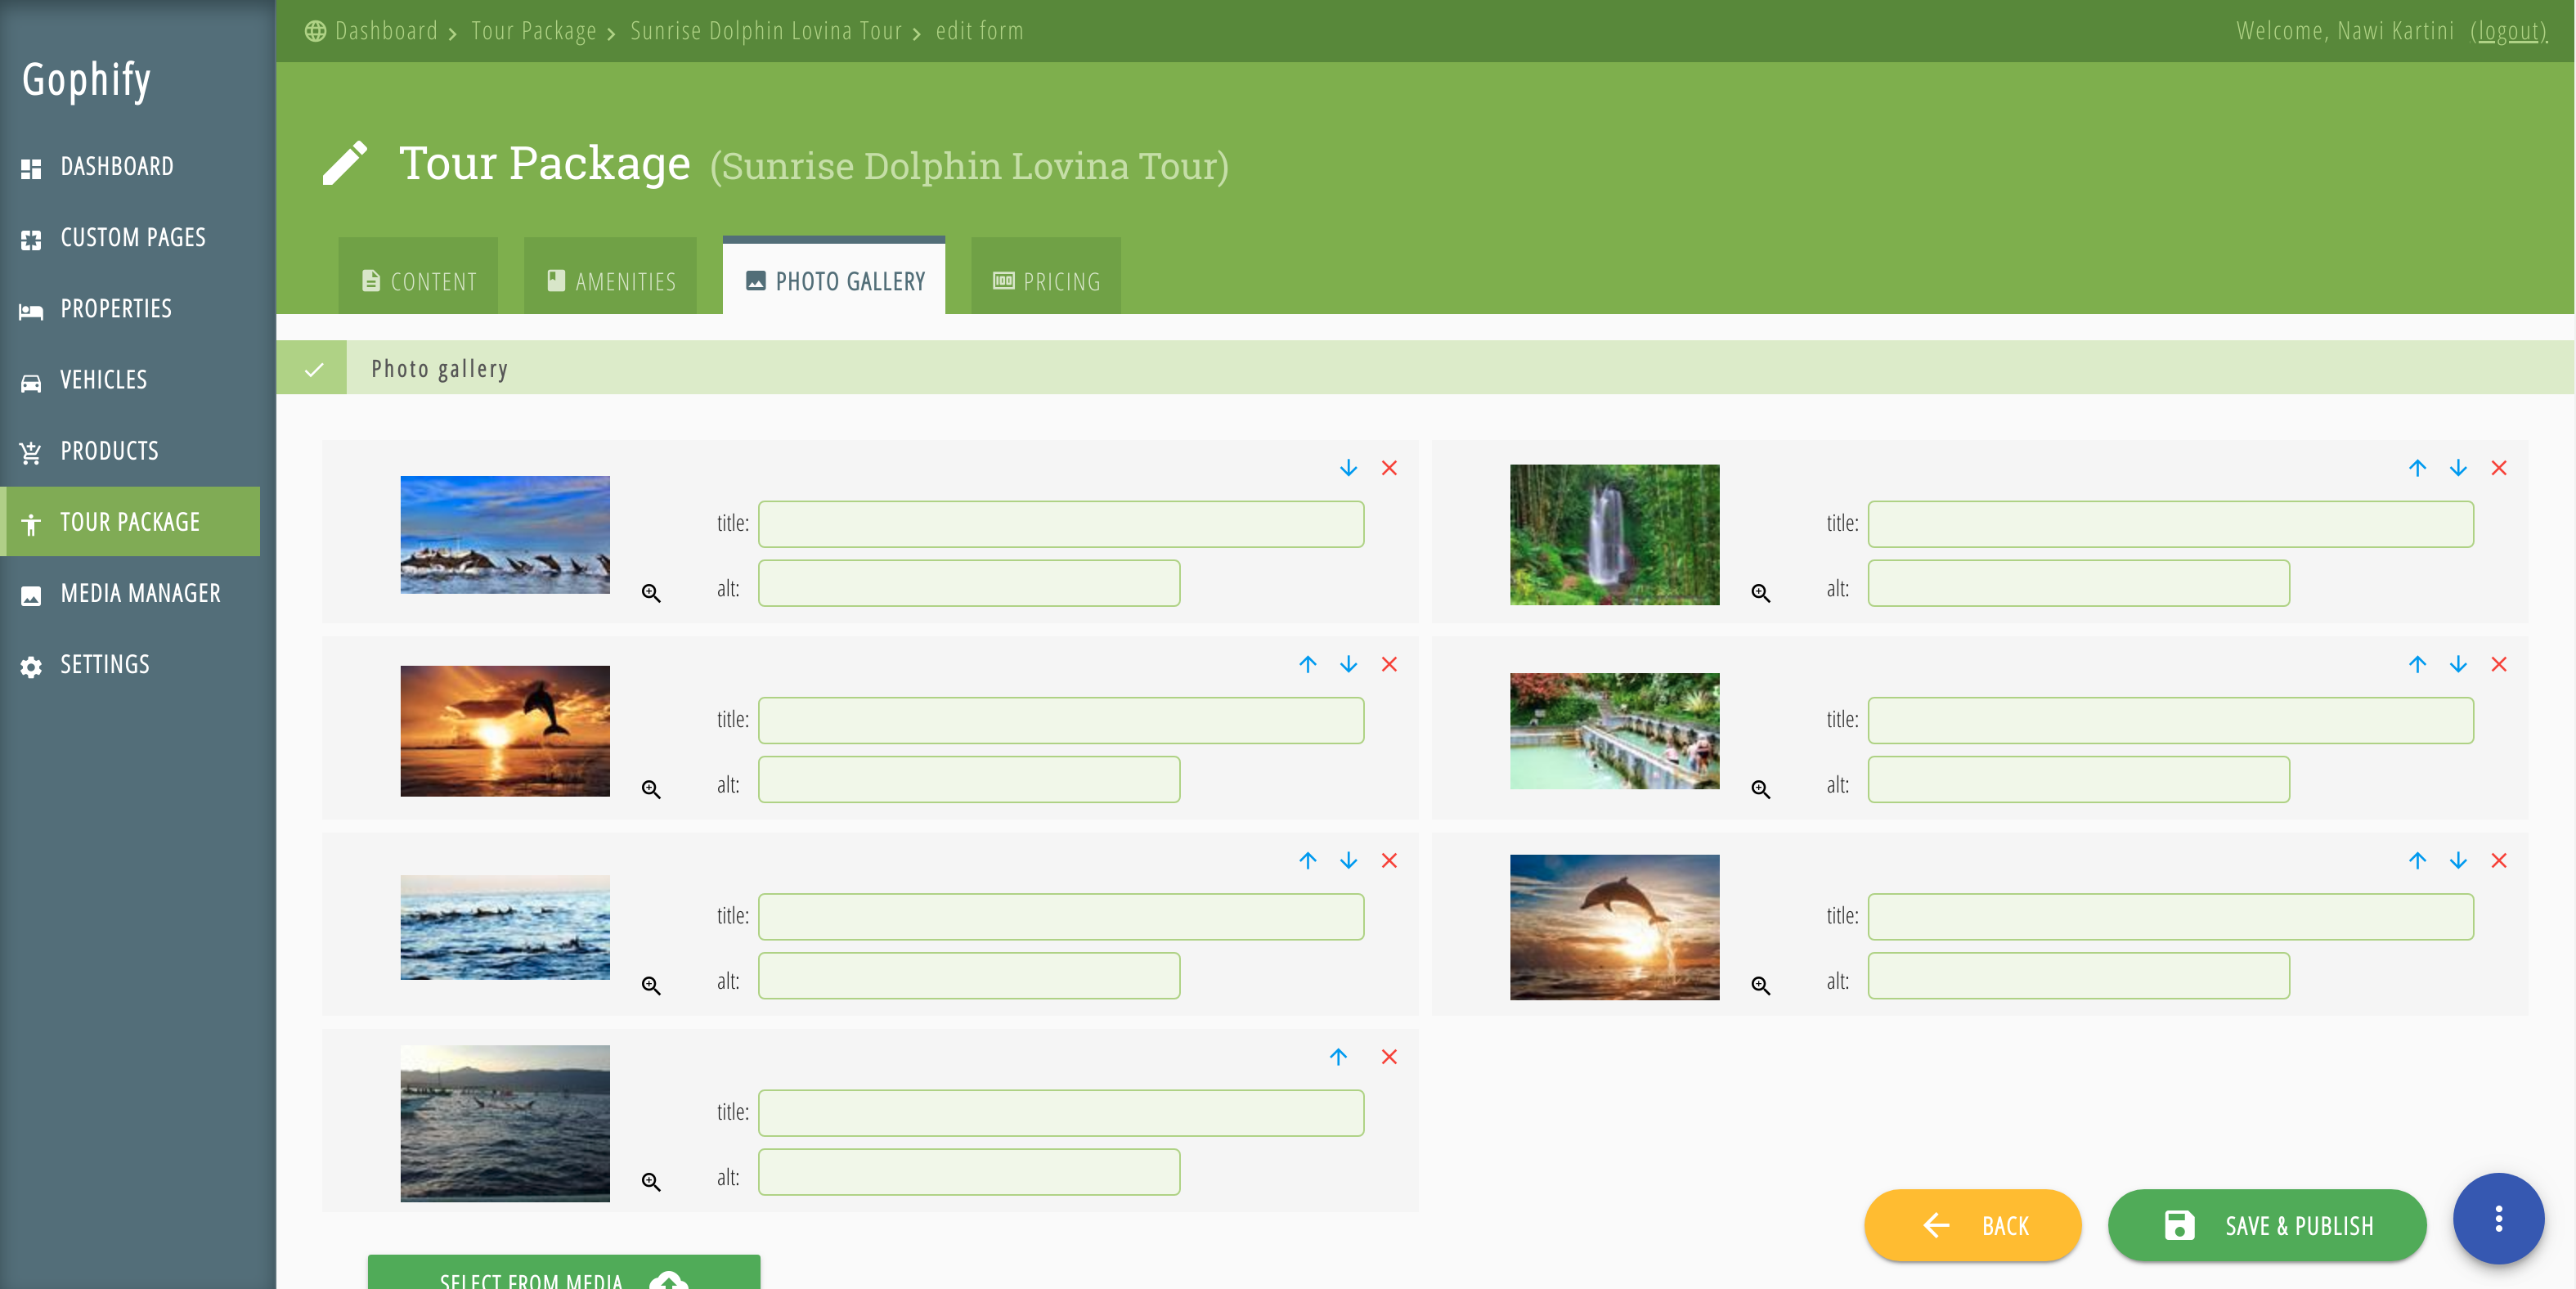 Gophify
DASHBOARD
CUSTOM PAGES
PROPERTIES
VEHICLES
PRODUCTS
TOUR PACKAGE
MEDIA MANAGER
SETTINGS
Dashboard > Tour Package > Sunrise Dolphin Lovina Tour > edit form
Welcome, Nawi Kartini (logout)
Tour Package (Sunrise Dolphin Lovina Tour)
CONTENT
AMENITIES
PHOTO GALLERY
PRICING
Photo gallery
title:
alt:
title:
alt:
title:
alt:
title:
alt:
title:
alt:
title:
alt:
title:
alt:
SELECT FROM MEDIA
BACK
SAVE & PUBLISH